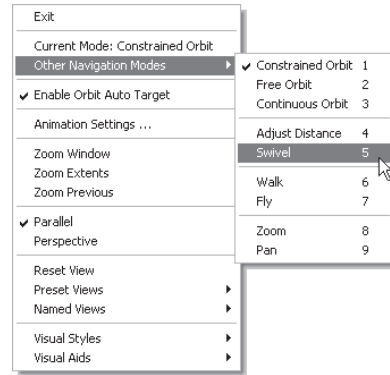 Exit
Current Mode: Constrained Orbit
Other Navigation Modes
Enable Orbit Auto Target
Animation Settings ...
Zoom Window
Zoom Extents
Zoom Previous
Parallel
Perspective
Reset View
Preset Views
Named Views
Visual Styles
Visual Aids
Constrained Orbit 1
Free Orbit 2
Continuous Orbit 3
Adjust Distance 4
Swivel 5
Walk 6
Fly 7
Zoom 8
Pan 9